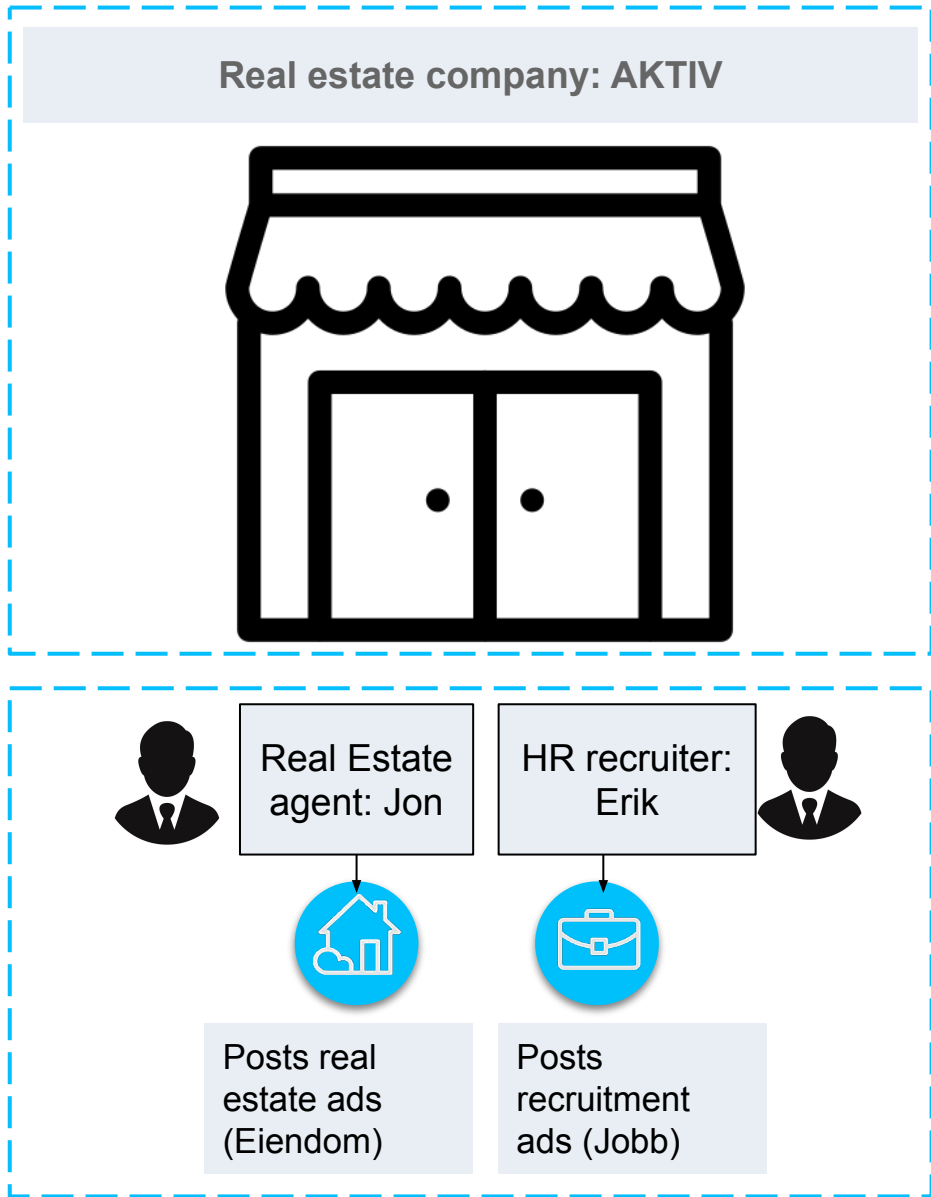 Real estate company: AKTIV
Real Estate
agent: Jon
HR recruiter:
Erik
Posts real
estate ads
(Eiendom)
Posts
recruitment
ads (Jobb)